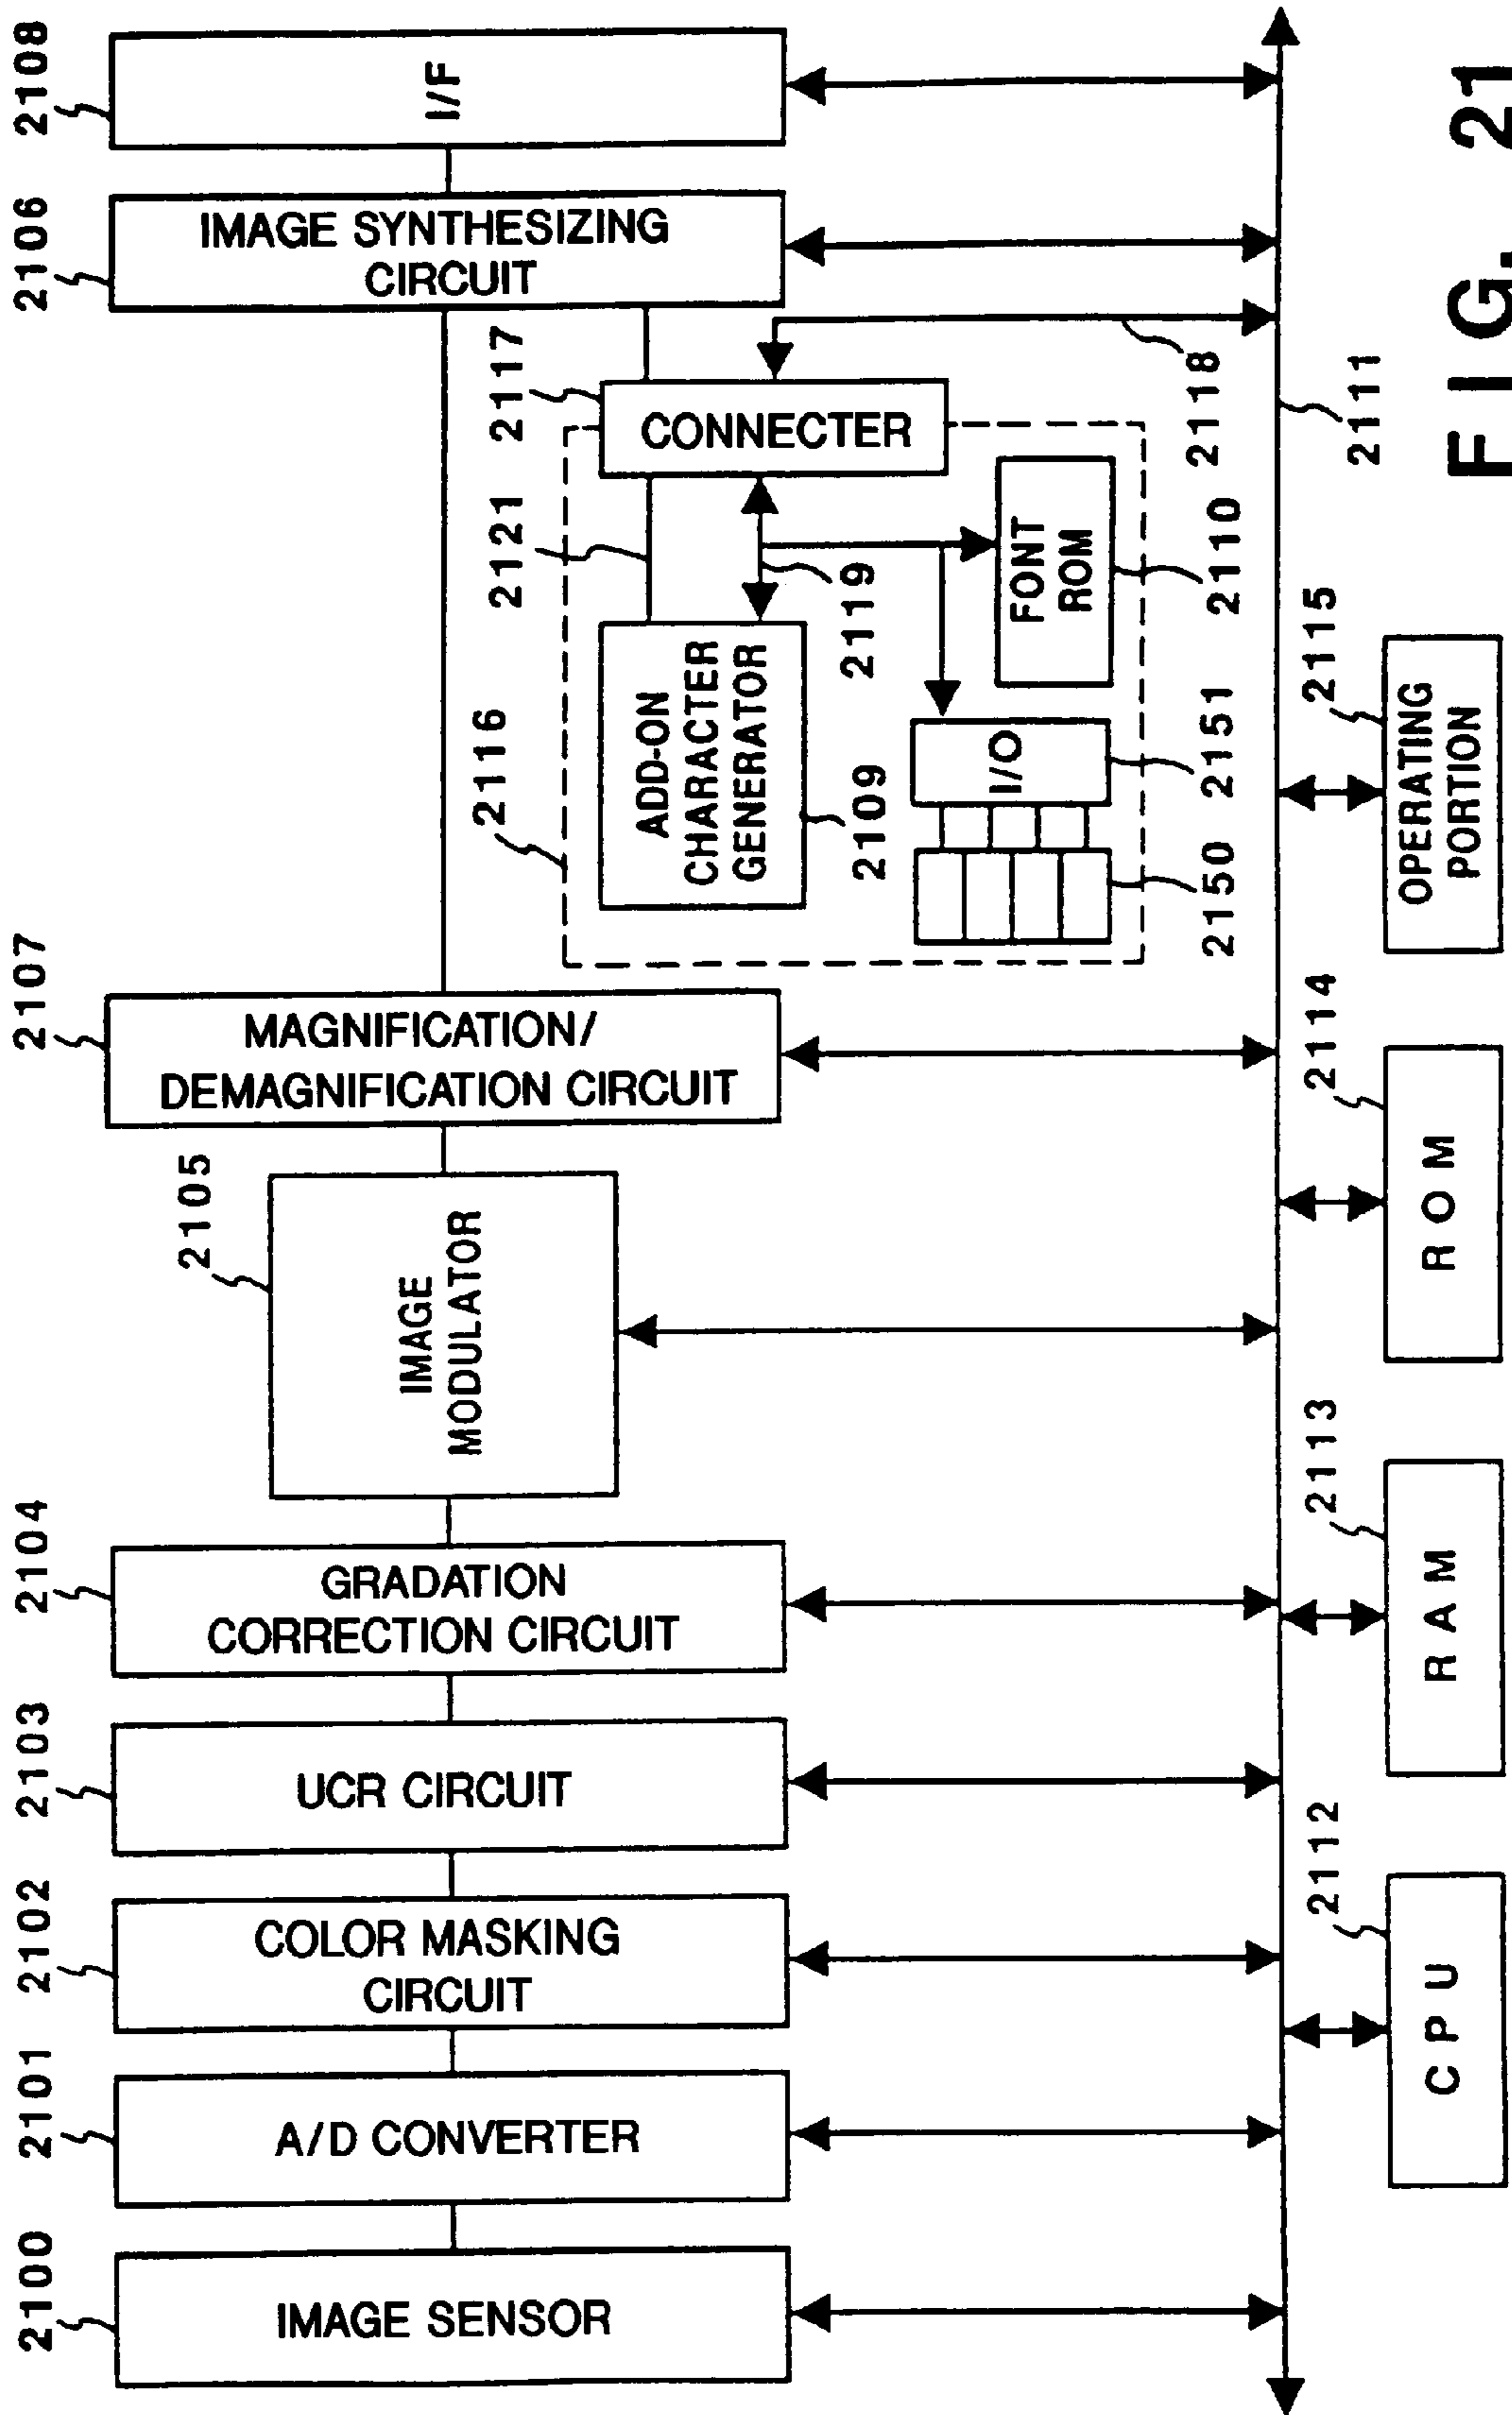 2100
IMAGE SENSOR
2101
A/D CONVERTER
2102
COLOR MASKING
CIRCUIT
2103
UCR CIRCUIT
2104
GRADATION
CORRECTION CIRCUIT
2105
IMAGE
MODULATOR
2107
MAGNIFICATION/
DEMAGNIFICATION CIRCUIT
2106
IMAGE SYNTHESIZING
CIRCUIT
2108
I/F
2116
2121
2117
CONNECTER
ADD-ON
CHARACTER
GENERATOR
2109
2119
I/O
2151
2150
FONT
ROM
2110
2118
2111
2112
CPU
2113
RAM
2114
ROM
2115
OPERATING
PORTION
FIG. 21